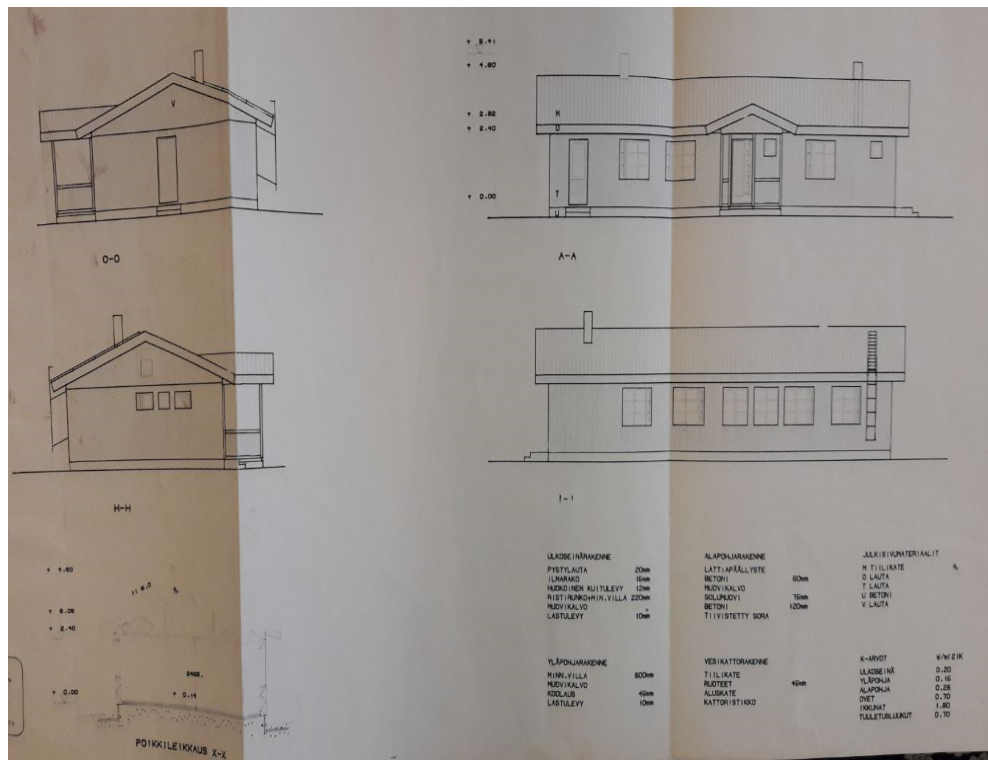 + 5.41
+ 4.80
+ 2.82
+ 2.40
+ 0.00
V
M
O
T
U
O-O
A-A
H-H
I-I
ULKOSEINÄRAKENNE
PYSTYLAUTA 20mm
ILMARAKO 16mm
HUOKOINEN KUITULEVY 12mm
RISTIRUNKO+MIN.VILLA 220mm
MUOVIKALVO
LASTULEVY 10mm
ALAPOHJARAKENNE
LATTIAPÄÄLLYSTE
BETONI 60mm
MUOVIKALVO
SOLUMUOVI 75mm
BETONI 120mm
TIIVISTETTY SORA
JULKISIVUMATERIAALIT
M TIILIKATE
O LAUTA
T LAUTA
U BETONI
V LAUTA
YLÄPOHJARAKENNE
MINN.VILLA 500mm
MUOVIKALVO
KOOLAUS 45mm
LASTULEVY 10mm
VESIKATTORAKENNE
TIILIKATE
RUOTEET 45mm
ALUSKATE
KATTORISTIKKO
K-ARVOT W/m(2)K
ULKOSEINÄ 0.20
YLÄPOHJA 0.15
ALAPOHJA 0.25
OVET 0.70
IKKUNAT 1.80
TUULETUSLUUKUT 0.70
+ 4.80
+ 2.40
+ 0.00
+ 0.14
POIKKILEIKKAUS X-X